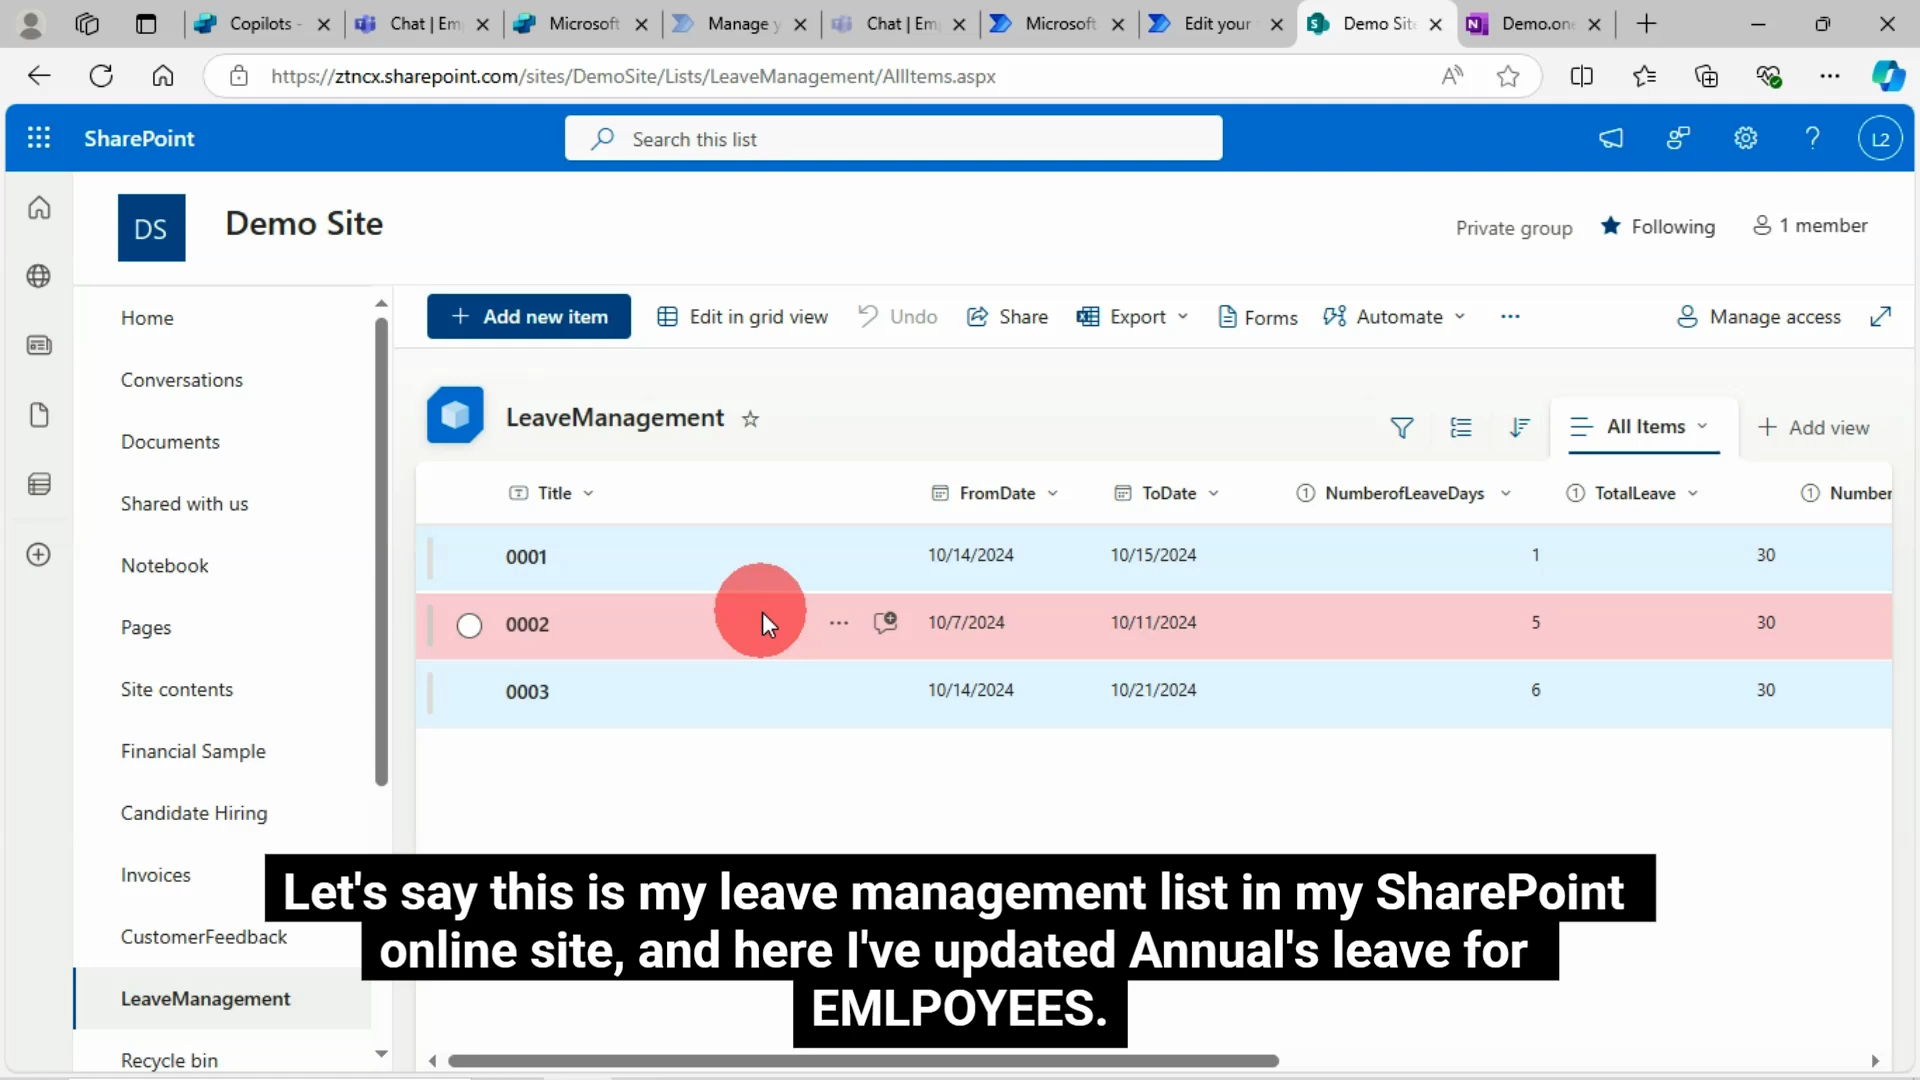 Copilots -
Chat | Em
Microsoft
Manage y
Chat | Em
Microsoft
Edit your
Demo Site
Demo.one
https://ztncx.sharepoint.com/sites/DemoSite/Lists/LeaveManagement/AllItems.aspx
SharePoint
Search this list
L2
DS
Demo Site
Private group
Following
1 member
Home
Conversations
Documents
Shared with us
Notebook
Pages
Site contents
Financial Sample
Candidate Hiring
Invoices
CustomerFeedback
LeaveManagement
Recycle bin
+ Add new item
Edit in grid view
Undo
Share
Export
Forms
Automate
Manage access
LeaveManagement
All Items
+ Add view
Title FromDate ToDate NumberofLeaveDays TotalLeave Number
0001 10/14/2024 10/15/2024 1 30
0002 10/7/2024 10/11/2024 5 30
0003 10/14/2024 10/21/2024 6 30
Let's say this is my leave management list in my SharePoint
online site, and here I've updated Annual's leave for
EMLPOYEES.